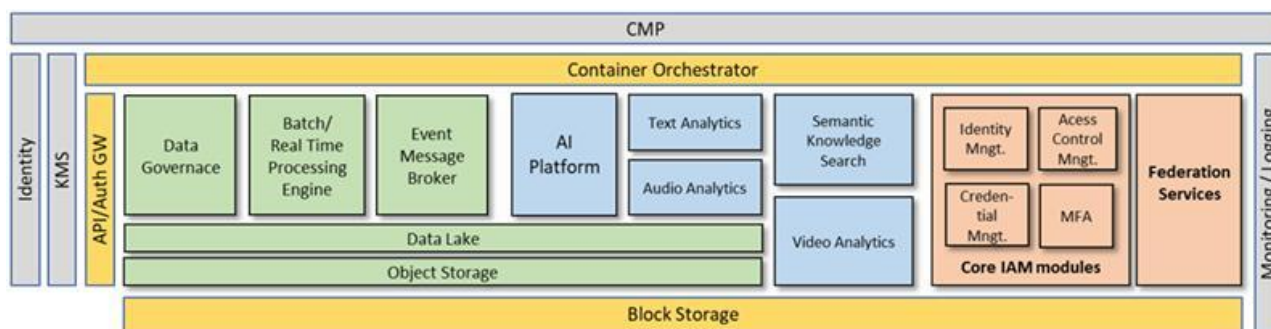 CMP
Identity
KMS
Container Orchestrator
API/Auth GW
Data
Governace
Batch/
Real Time
Processing
Engine
Event
Message
Broker
AI
Platform
Text Analytics
Audio Analytics
Semantic
Knowledge
Search
Video Analytics
Identity
Mngt.
Acess
Control
Mngt.
Creden-
tial
Mngt.
MFA
Core IAM modules
Federation
Services
Monitoring / Logging
Data Lake
Object Storage
Block Storage